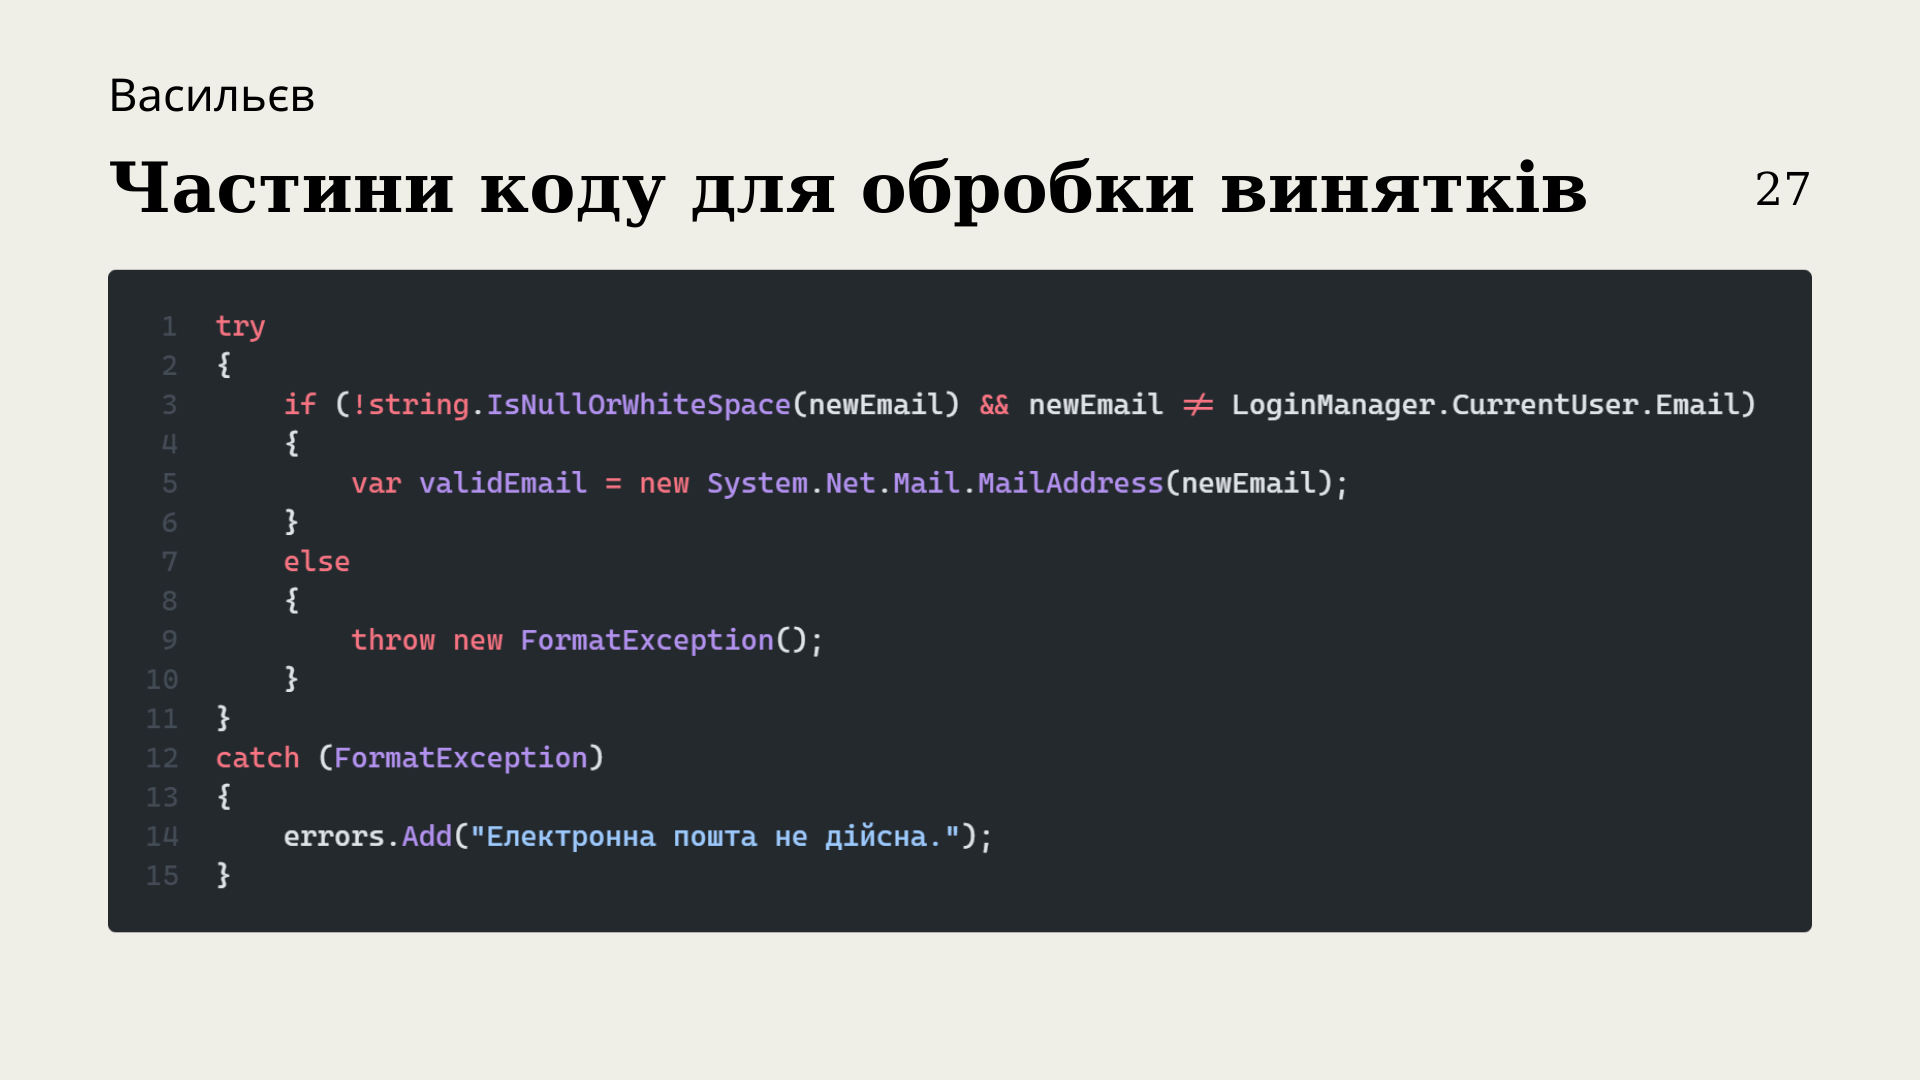 Васильєв
Частини коду для обробки винятків
27
1 try
2 {
3     if (!string.IsNullOrWhiteSpace(newEmail) && newEmail ≠ LoginManager.CurrentUser.Email)
4     {
5         var validEmail = new System.Net.Mail.MailAddress(newEmail);
6     }
7     else
8     {
9         throw new FormatException();
10     }
11 }
12 catch (FormatException)
13 {
14     errors.Add("Електронна пошта не дійсна.");
15 }